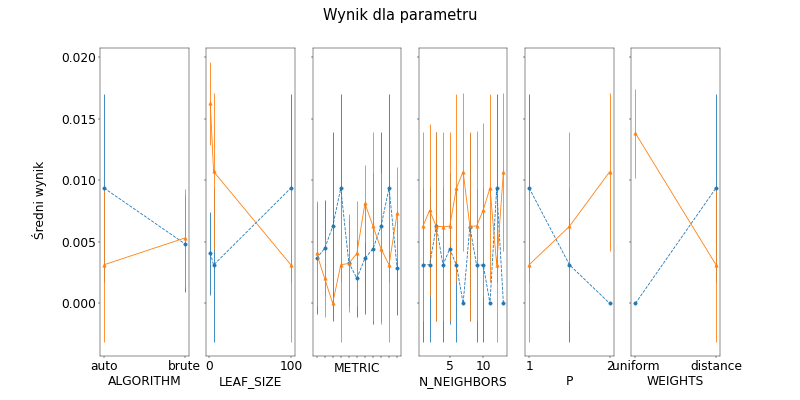 Wynik dla parametru
Średni wynik
0.020
0.015
0.010
0.005
0.000
auto brute
ALGORITHM
0 100
LEAF_SIZE
METRIC
5 10
N_NEIGHBORS
1 2
P
uniform distance
WEIGHTS